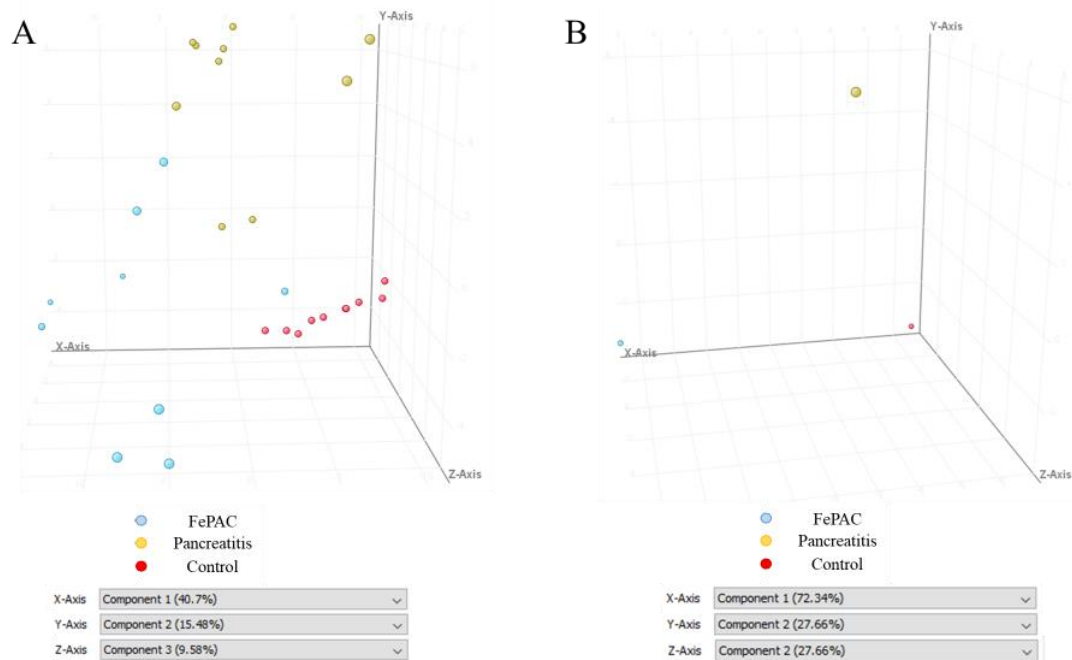 A
Y-Axis
X-Axis
Z-Axis
FePAC
Pancreatitis
Control
X-Axis Component 1 (40.7%)
Y-Axis Component 2 (15.48%)
Z-Axis Component 3 (9.58%)
B
Y-Axis
X-Axis
Z-Axis
FePAC
Pancreatitis
Control
X-Axis Component 1 (72.34%)
Y-Axis Component 2 (27.66%)
Z-Axis Component 2 (27.66%)